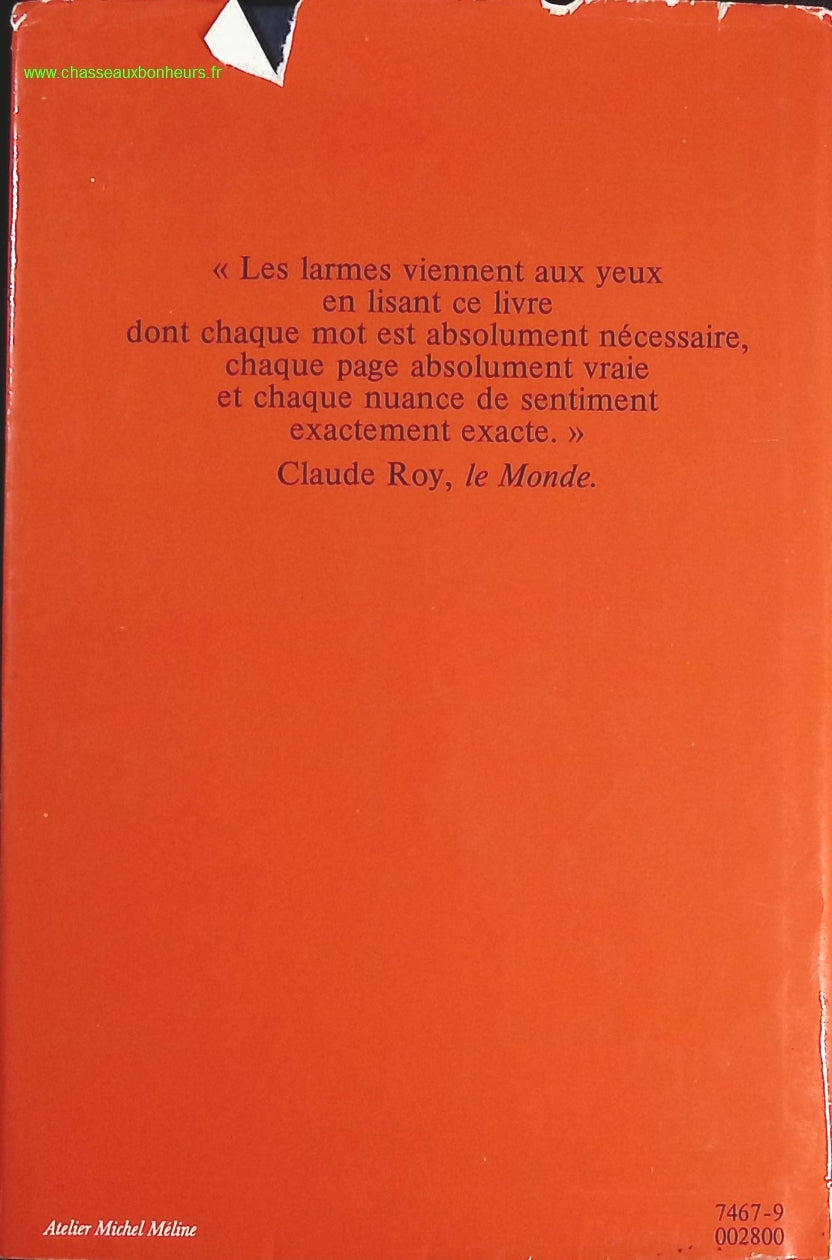 www.chasseauxbonheurs.fr
« Les larmes viennent aux yeux
en lisant ce livre
dont chaque mot est absolument nécessaire,
chaque page absolument vraie
et chaque nuance de sentiment
exactement exacte. »
Claude Roy, le Monde.
Atelier Michel Méline
7467-9
002800